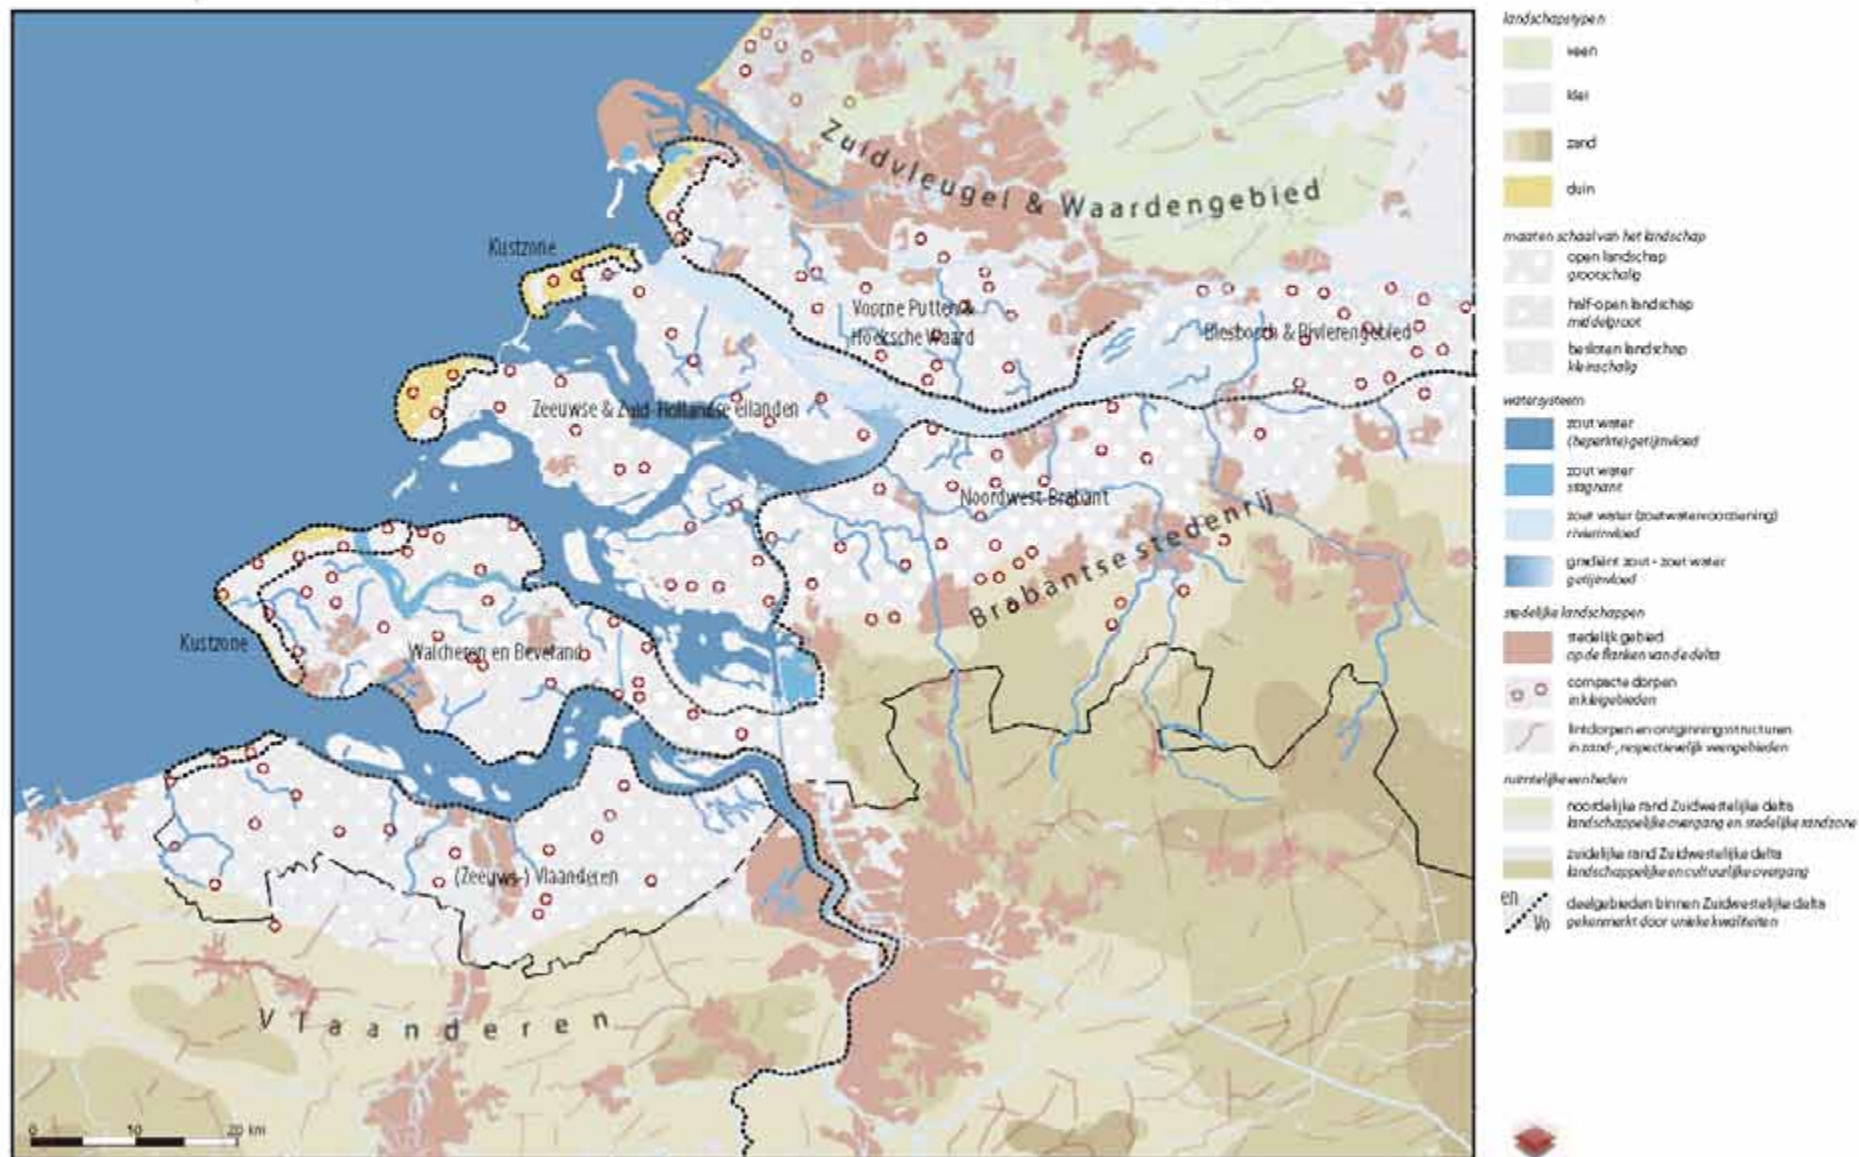 Zuidvleugel & Waardengebied
Kustzone
Voorne Putten &
Hoeksche Waard
Biesbosch & Rivierengebied
Zeeuwse & Zuid-Hollandse eilanden
Noordwest-Brabant
Brabantse stedenrij
Kustzone
Walcheren en Beveland
(Zeeuws-) Vlaanderen
Vlaanderen
0 10 20 km
landschapstypen
veen
klei
zand
duin
maat en schaal van het landschap
open landschap
grootschalig
half-open landschap
middelgroot
besloten landschap
kleinschalig
watersysteem
zout water
(beperkte) getijinvloed
zout water
stagnant
zoet water (zoetwatervoorziening)
rivierinvloed
gradiënt zout - zoet water
getijinvloed
stedelijke landschappen
stedelijk gebied
op de flanken van de delta
compacte dorpen
in kleigebieden
lintdorpen en ontginningsstructuren
in zand-, respectievelijk veengebieden
ruimtelijke eenheden
noordelijke rand Zuidwestelijke delta
landschappelijke overgang en stedelijke randzone
zuidelijke rand Zuidwestelijke delta
landschappelijke en cultuurlijke overgang
en
Vo
deelgebieden binnen Zuidwestelijke delta
gekenmerkt door unieke kwaliteiten